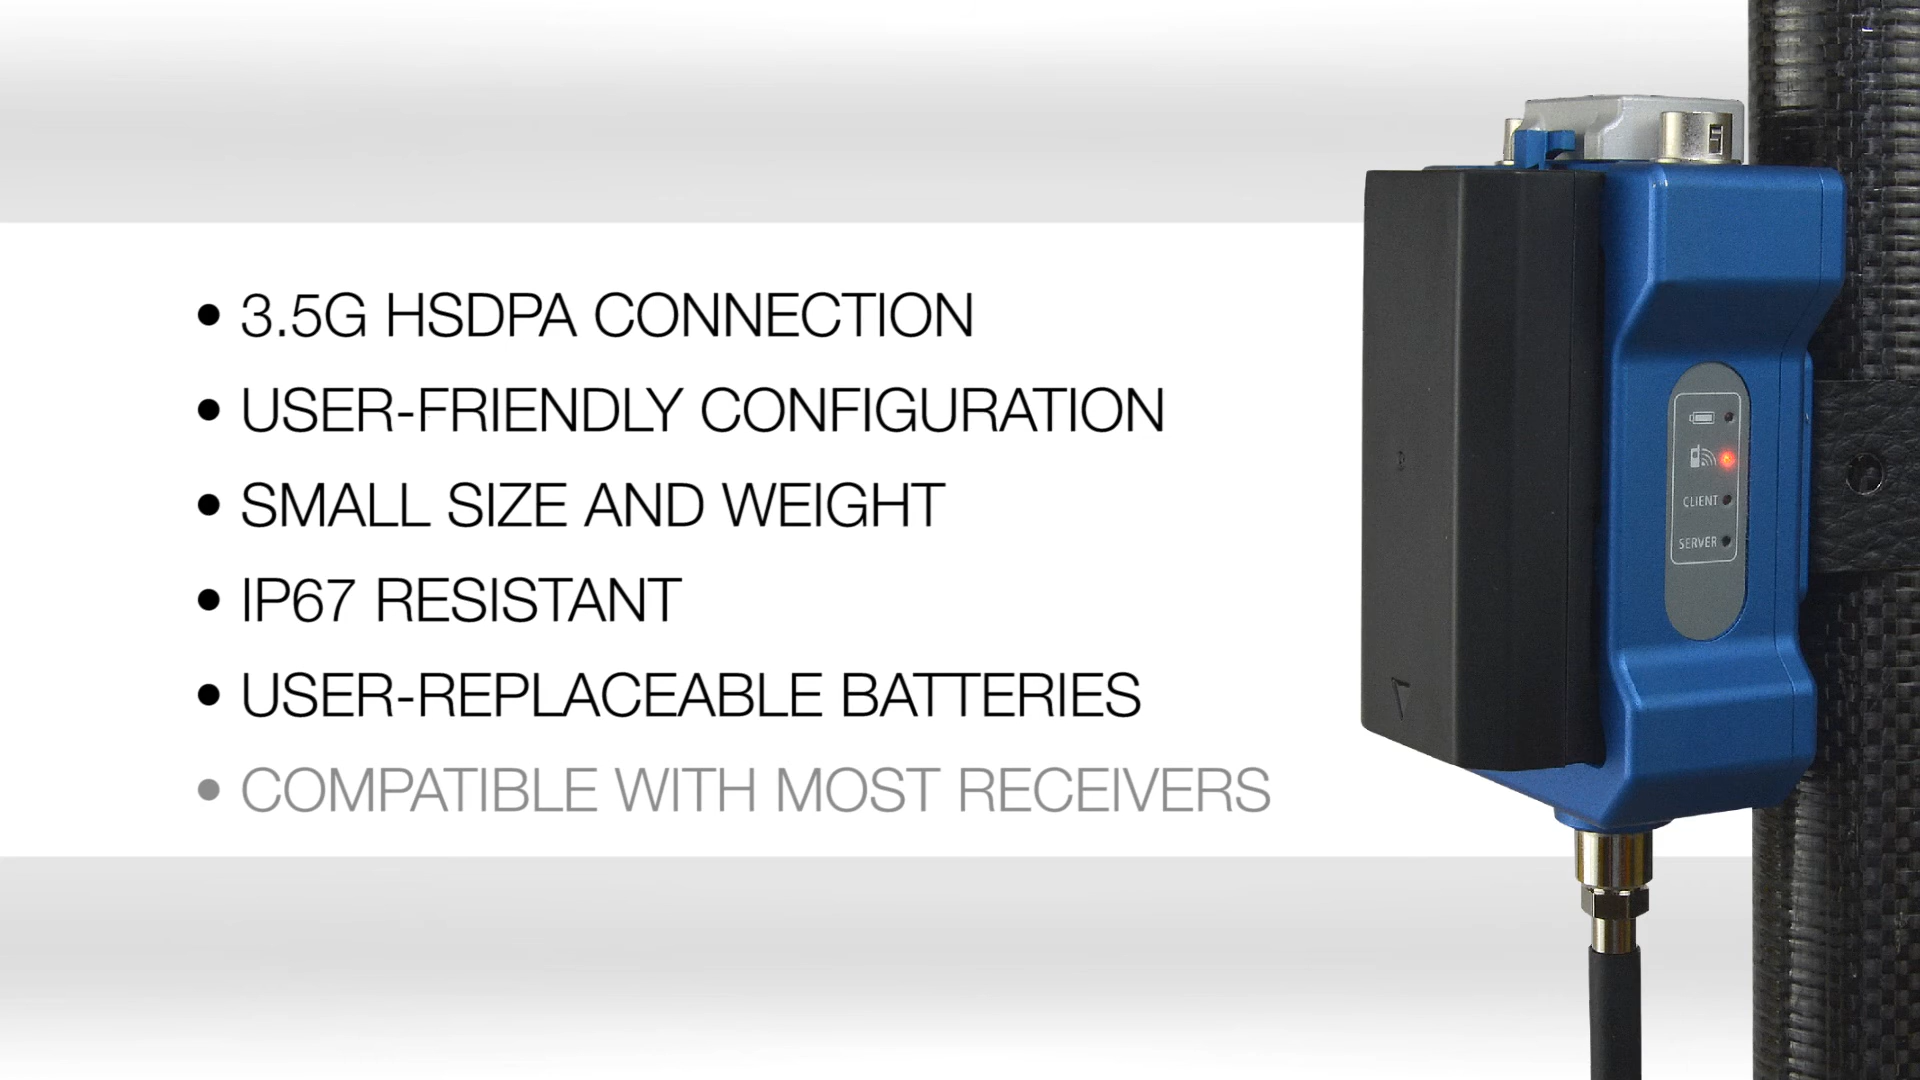 • 3.5G HSDPA CONNECTION
• USER-FRIENDLY CONFIGURATION
• SMALL SIZE AND WEIGHT
• IP67 RESISTANT
• USER-REPLACEABLE BATTERIES
• COMPATIBLE WITH MOST RECEIVERS
CLIENT
SERVER